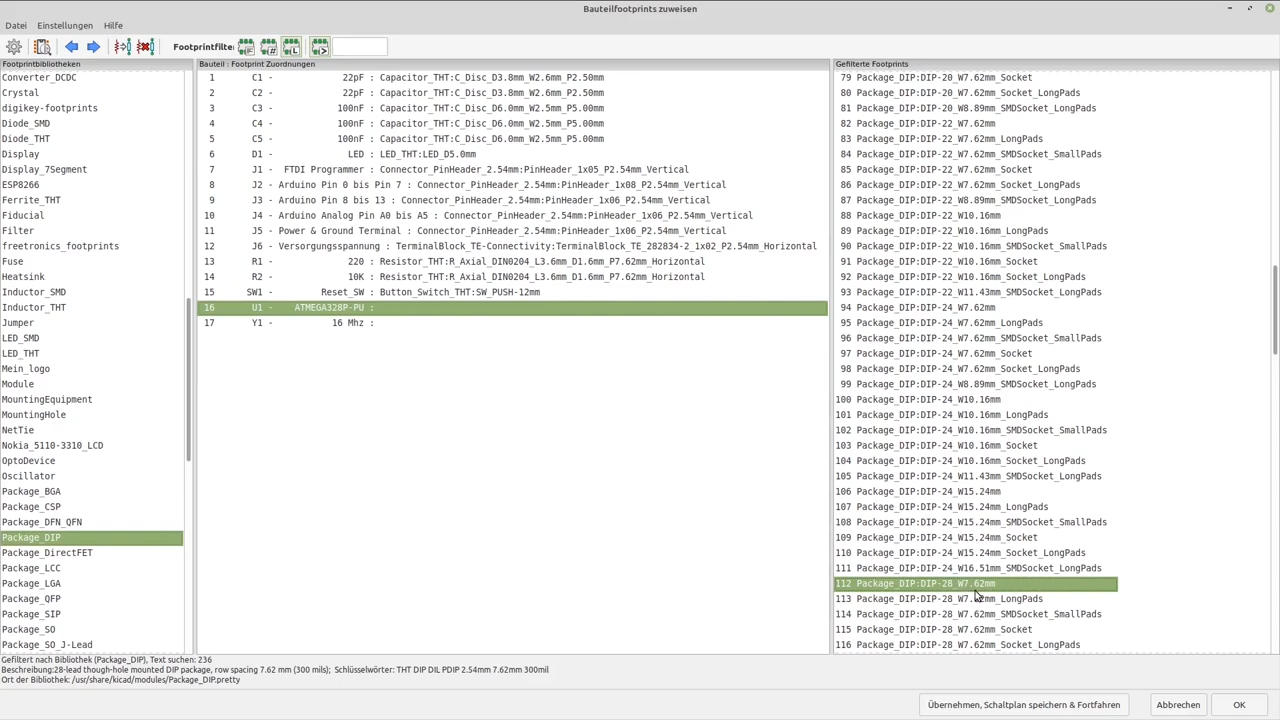 Bauteilfootprints zuweisen
Datei Einstellungen Hilfe
Footprintfilter
Footprintbibliotheken
Converter_DCDC
Crystal
digikey-footprints
Diode_SMD
Diode_THT
Display
Display_7Segment
ESP8266
Ferrite_THT
Fiducial
Filter
freetronics_footprints
Fuse
Heatsink
Inductor_SMD
Inductor_THT
Jumper
LED_SMD
LED_THT
Mein_logo
Module
MountingEquipment
MountingHole
NetTie
Nokia_5110-3310_LCD
OptoDevice
Oscillator
Package_BGA
Package_CSP
Package_DFN_QFN
Package_DIP
Package_DirectFET
Package_LCC
Package_LGA
Package_QFP
Package_SIP
Package_SO
Package_SO_J-Lead
Bauteil : Footprint Zuordnungen
1 C1 - 22pF : Capacitor_THT:C_Disc_D3.8mm_W2.6mm_P2.50mm
2 C2 - 22pF : Capacitor_THT:C_Disc_D3.8mm_W2.6mm_P2.50mm
3 C3 - 100nF : Capacitor_THT:C_Disc_D6.0mm_W2.5mm_P5.00mm
4 C4 - 100nF : Capacitor_THT:C_Disc_D6.0mm_W2.5mm_P5.00mm
5 C5 - 100nF : Capacitor_THT:C_Disc_D6.0mm_W2.5mm_P5.00mm
6 D1 - LED : LED_THT:LED_D5.0mm
7 J1 - FTDI Programmer : Connector_PinHeader_2.54mm:PinHeader_1x05_P2.54mm_Vertical
8 J2 - Arduino Pin 0 bis Pin 7 : Connector_PinHeader_2.54mm:PinHeader_1x08_P2.54mm_Vertical
9 J3 - Arduino Pin 8 bis 13 : Connector_PinHeader_2.54mm:PinHeader_1x06_P2.54mm_Vertical
10 J4 - Arduino Analog Pin A0 bis A5 : Connector_PinHeader_2.54mm:PinHeader_1x06_P2.54mm_Vertical
11 J5 - Power & Ground Terminal : Connector_PinHeader_2.54mm:PinHeader_1x06_P2.54mm_Vertical
12 J6 - Versorgungsspannung : TerminalBlock_TE-Connectivity:TerminalBlock_TE_282834-2_1x02_P2.54mm_Horizontal
13 R1 - 220 : Resistor_THT:R_Axial_DIN0204_L3.6mm_D1.6mm_P7.62mm_Horizontal
14 R2 - 10K : Resistor_THT:R_Axial_DIN0204_L3.6mm_D1.6mm_P7.62mm_Horizontal
15 SW1 - Reset_SW : Button_Switch_THT:SW_PUSH-12mm
16 U1 - ATMEGA328P-PU :
17 Y1 - 16 Mhz :
Gefilterte Footprints
79 Package_DIP:DIP-20_W7.62mm_Socket
80 Package_DIP:DIP-20_W7.62mm_Socket_LongPads
81 Package_DIP:DIP-20_W8.89mm_SMDSocket_LongPads
82 Package_DIP:DIP-22_W7.62mm
83 Package_DIP:DIP-22_W7.62mm_LongPads
84 Package_DIP:DIP-22_W7.62mm_SMDSocket_SmallPads
85 Package_DIP:DIP-22_W7.62mm_Socket
86 Package_DIP:DIP-22_W7.62mm_Socket_LongPads
87 Package_DIP:DIP-22_W8.89mm_SMDSocket_LongPads
88 Package_DIP:DIP-22_W10.16mm
89 Package_DIP:DIP-22_W10.16mm_LongPads
90 Package_DIP:DIP-22_W10.16mm_SMDSocket_SmallPads
91 Package_DIP:DIP-22_W10.16mm_Socket
92 Package_DIP:DIP-22_W10.16mm_Socket_LongPads
93 Package_DIP:DIP-22_W11.43mm_SMDSocket_LongPads
94 Package_DIP:DIP-24_W7.62mm
95 Package_DIP:DIP-24_W7.62mm_LongPads
96 Package_DIP:DIP-24_W7.62mm_SMDSocket_SmallPads
97 Package_DIP:DIP-24_W7.62mm_Socket
98 Package_DIP:DIP-24_W7.62mm_Socket_LongPads
99 Package_DIP:DIP-24_W8.89mm_SMDSocket_LongPads
100 Package_DIP:DIP-24_W10.16mm
101 Package_DIP:DIP-24_W10.16mm_LongPads
102 Package_DIP:DIP-24_W10.16mm_SMDSocket_SmallPads
103 Package_DIP:DIP-24_W10.16mm_Socket
104 Package_DIP:DIP-24_W10.16mm_Socket_LongPads
105 Package_DIP:DIP-24_W11.43mm_SMDSocket_LongPads
106 Package_DIP:DIP-24_W15.24mm
107 Package_DIP:DIP-24_W15.24mm_LongPads
108 Package_DIP:DIP-24_W15.24mm_SMDSocket_SmallPads
109 Package_DIP:DIP-24_W15.24mm_Socket
110 Package_DIP:DIP-24_W15.24mm_Socket_LongPads
111 Package_DIP:DIP-24_W16.51mm_SMDSocket_LongPads
112 Package_DIP:DIP-28_W7.62mm
113 Package_DIP:DIP-28_W7.62mm_LongPads
114 Package_DIP:DIP-28_W7.62mm_SMDSocket_SmallPads
115 Package_DIP:DIP-28_W7.62mm_Socket
116 Package_DIP:DIP-28_W7.62mm_Socket_LongPads
Gefiltert nach Bibliothek (Package_DIP), Text suchen: 236
Beschreibung:28-lead though-hole mounted DIP package, row spacing 7.62 mm (300 mils); Schlüsselwörter: THT DIP DIL PDIP 2.54mm 7.62mm 300mil
Ort der Bibliothek: /usr/share/kicad/modules/Package_DIP.pretty
Übernehmen, Schaltplan speichern & Fortfahren
Abbrechen
OK